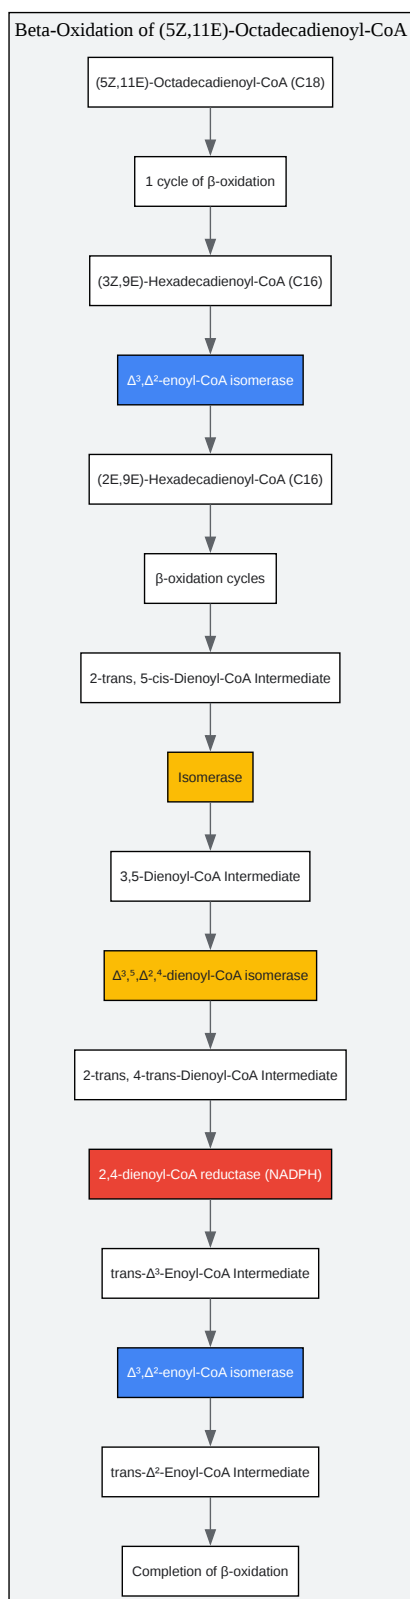 Beta-Oxidation of (5Z,11E)-Octadecadienoyl-CoA
(5Z,11E)-Octadecadienoyl-CoA (C18)
1 cycle of β-oxidation
(3Z,9E)-Hexadecadienoyl-CoA (C16)
Δ³,Δ²-enoyl-CoA isomerase
(2E,9E)-Hexadecadienoyl-CoA (C16)
β-oxidation cycles
2-trans, 5-cis-Dienoyl-CoA Intermediate
Isomerase
3,5-Dienoyl-CoA Intermediate
Δ³,⁵,Δ²,⁴-dienoyl-CoA isomerase
2-trans, 4-trans-Dienoyl-CoA Intermediate
2,4-dienoyl-CoA reductase (NADPH)
trans-Δ³-Enoyl-CoA Intermediate
Δ³,Δ²-enoyl-CoA isomerase
trans-Δ²-Enoyl-CoA Intermediate
Completion of β-oxidation